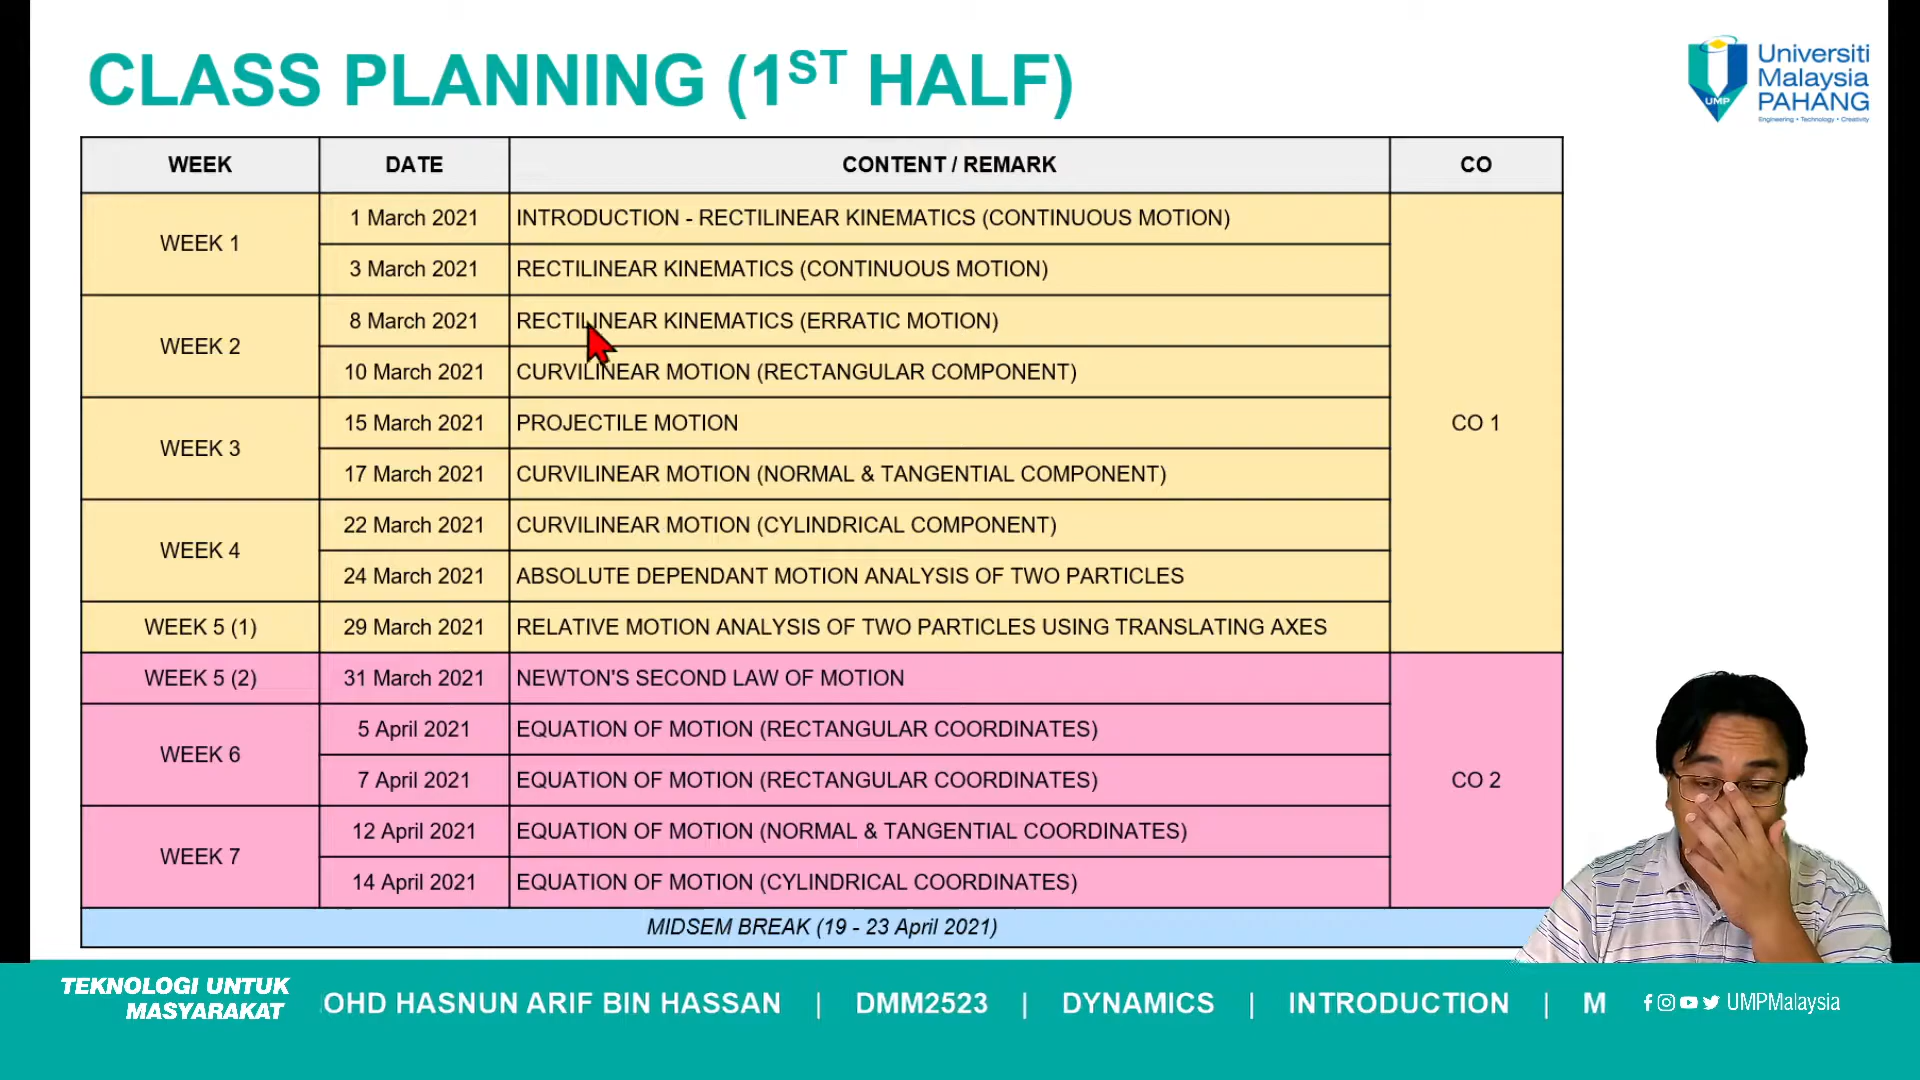 CLASS PLANNING (1ST HALF)
Universiti
Malaysia
PAHANG
Engineering • Technology • Creativity
UMP
WEEK DATE CONTENT / REMARK CO
WEEK 1
1 March 2021 INTRODUCTION - RECTILINEAR KINEMATICS (CONTINUOUS MOTION)
3 March 2021 RECTILINEAR KINEMATICS (CONTINUOUS MOTION)
WEEK 2
8 March 2021 RECTILINEAR KINEMATICS (ERRATIC MOTION)
10 March 2021 CURVILINEAR MOTION (RECTANGULAR COMPONENT)
WEEK 3
15 March 2021 PROJECTILE MOTION
CO 1
17 March 2021 CURVILINEAR MOTION (NORMAL & TANGENTIAL COMPONENT)
WEEK 4
22 March 2021 CURVILINEAR MOTION (CYLINDRICAL COMPONENT)
24 March 2021 ABSOLUTE DEPENDANT MOTION ANALYSIS OF TWO PARTICLES
WEEK 5 (1) 29 March 2021 RELATIVE MOTION ANALYSIS OF TWO PARTICLES USING TRANSLATING AXES
WEEK 5 (2) 31 March 2021 NEWTON'S SECOND LAW OF MOTION
WEEK 6
5 April 2021 EQUATION OF MOTION (RECTANGULAR COORDINATES)
7 April 2021 EQUATION OF MOTION (RECTANGULAR COORDINATES)
CO 2
WEEK 7
12 April 2021 EQUATION OF MOTION (NORMAL & TANGENTIAL COORDINATES)
14 April 2021 EQUATION OF MOTION (CYLINDRICAL COORDINATES)
MIDSEM BREAK (19 - 23 April 2021)
TEKNOLOGI UNTUK
MASYARAKAT
OHD HASNUN ARIF BIN HASSAN | DMM2523 | DYNAMICS | INTRODUCTION | M
UMPMalaysia